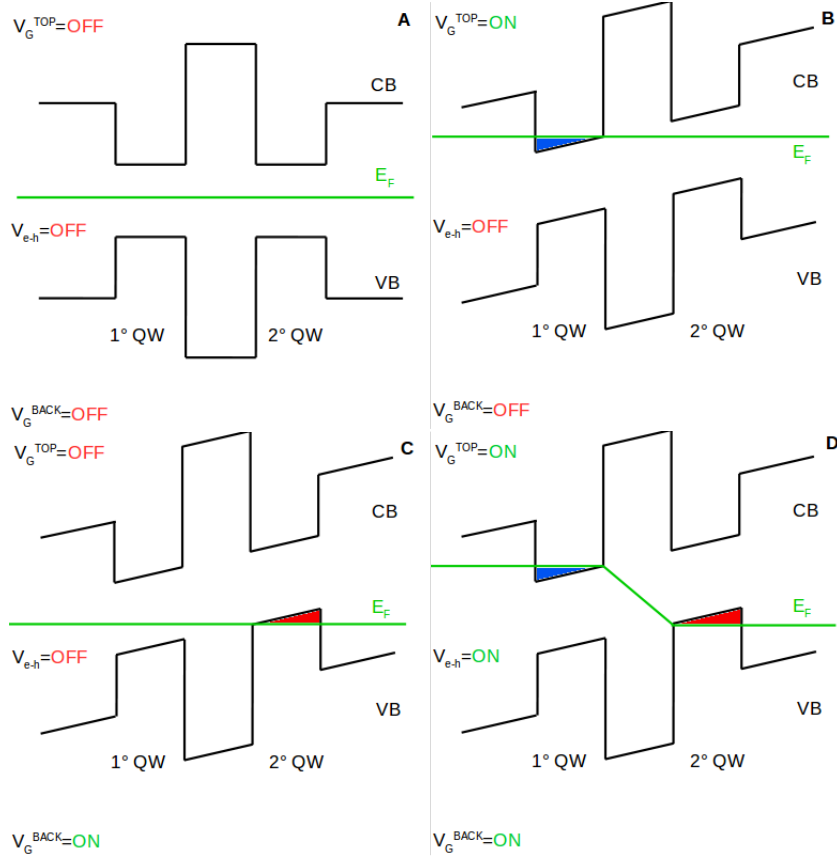 V_G^TOP=OFF
A
CB
E_F
V_e-h=OFF
VB
1° QW
2° QW
V_G^BACK=OFF
V_G^TOP=ON
B
CB
E_F
V_e-h=OFF
VB
1° QW
2° QW
V_G^BACK=OFF
V_G^TOP=OFF
C
CB
E_F
V_e-h=OFF
VB
1° QW
2° QW
V_G^BACK=ON
V_G^TOP=ON
D
CB
E_F
V_e-h=ON
VB
1° QW
2° QW
V_G^BACK=ON